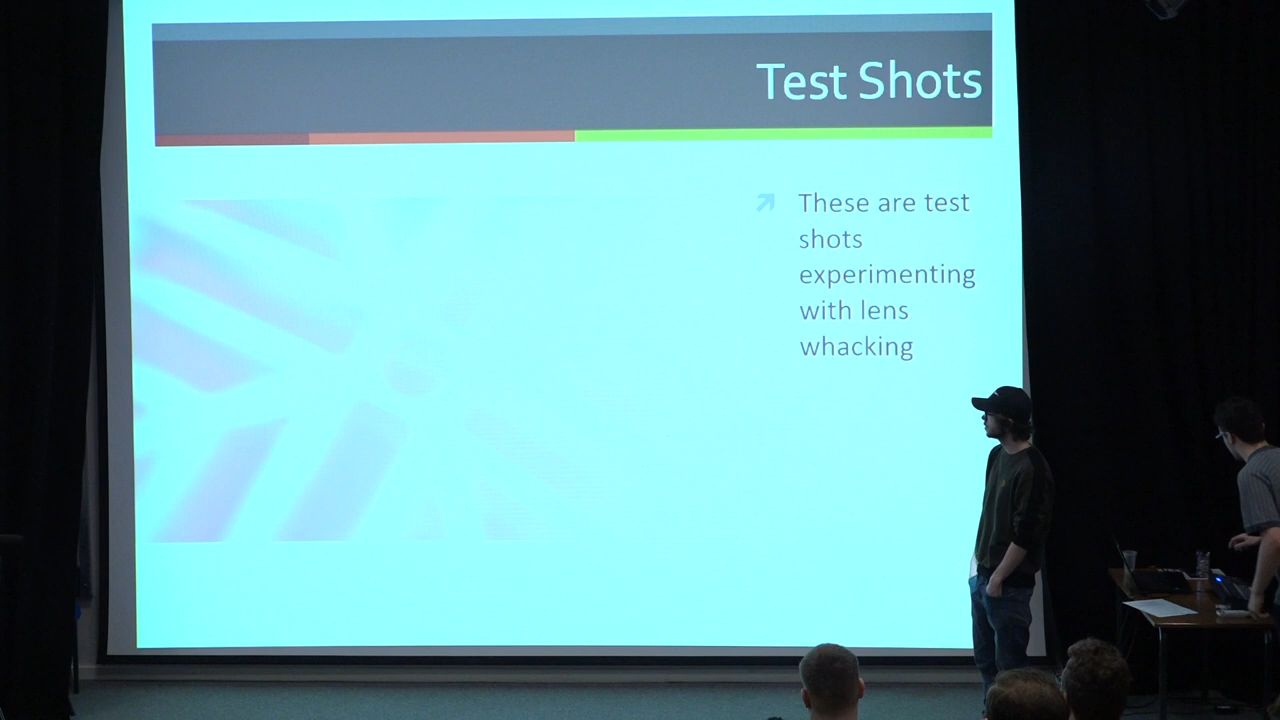 Test Shots
These are test
shots
experimenting
with lens
whacking